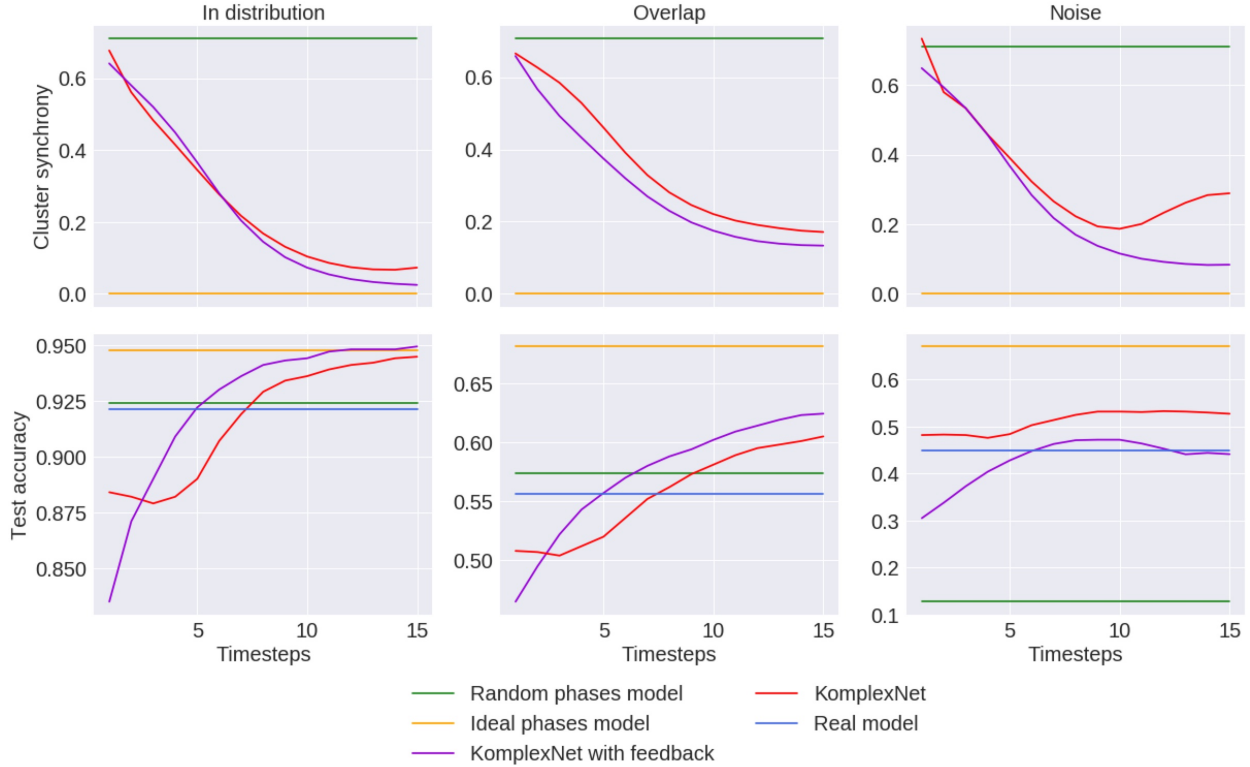 In distribution
Overlap
Noise
Cluster synchrony
0.6
0.4
0.2
0.0
0.6
0.4
0.2
0.0
0.6
0.4
0.2
0.0
Test accuracy
0.950
0.925
0.900
0.875
0.850
0.65
0.60
0.55
0.50
0.6
0.5
0.4
0.3
0.2
0.1
5 10 15
5 10 15
5 10 15
Timesteps
Timesteps
Timesteps
Random phases model
Ideal phases model
KomplexNet with feedback
KomplexNet
Real model